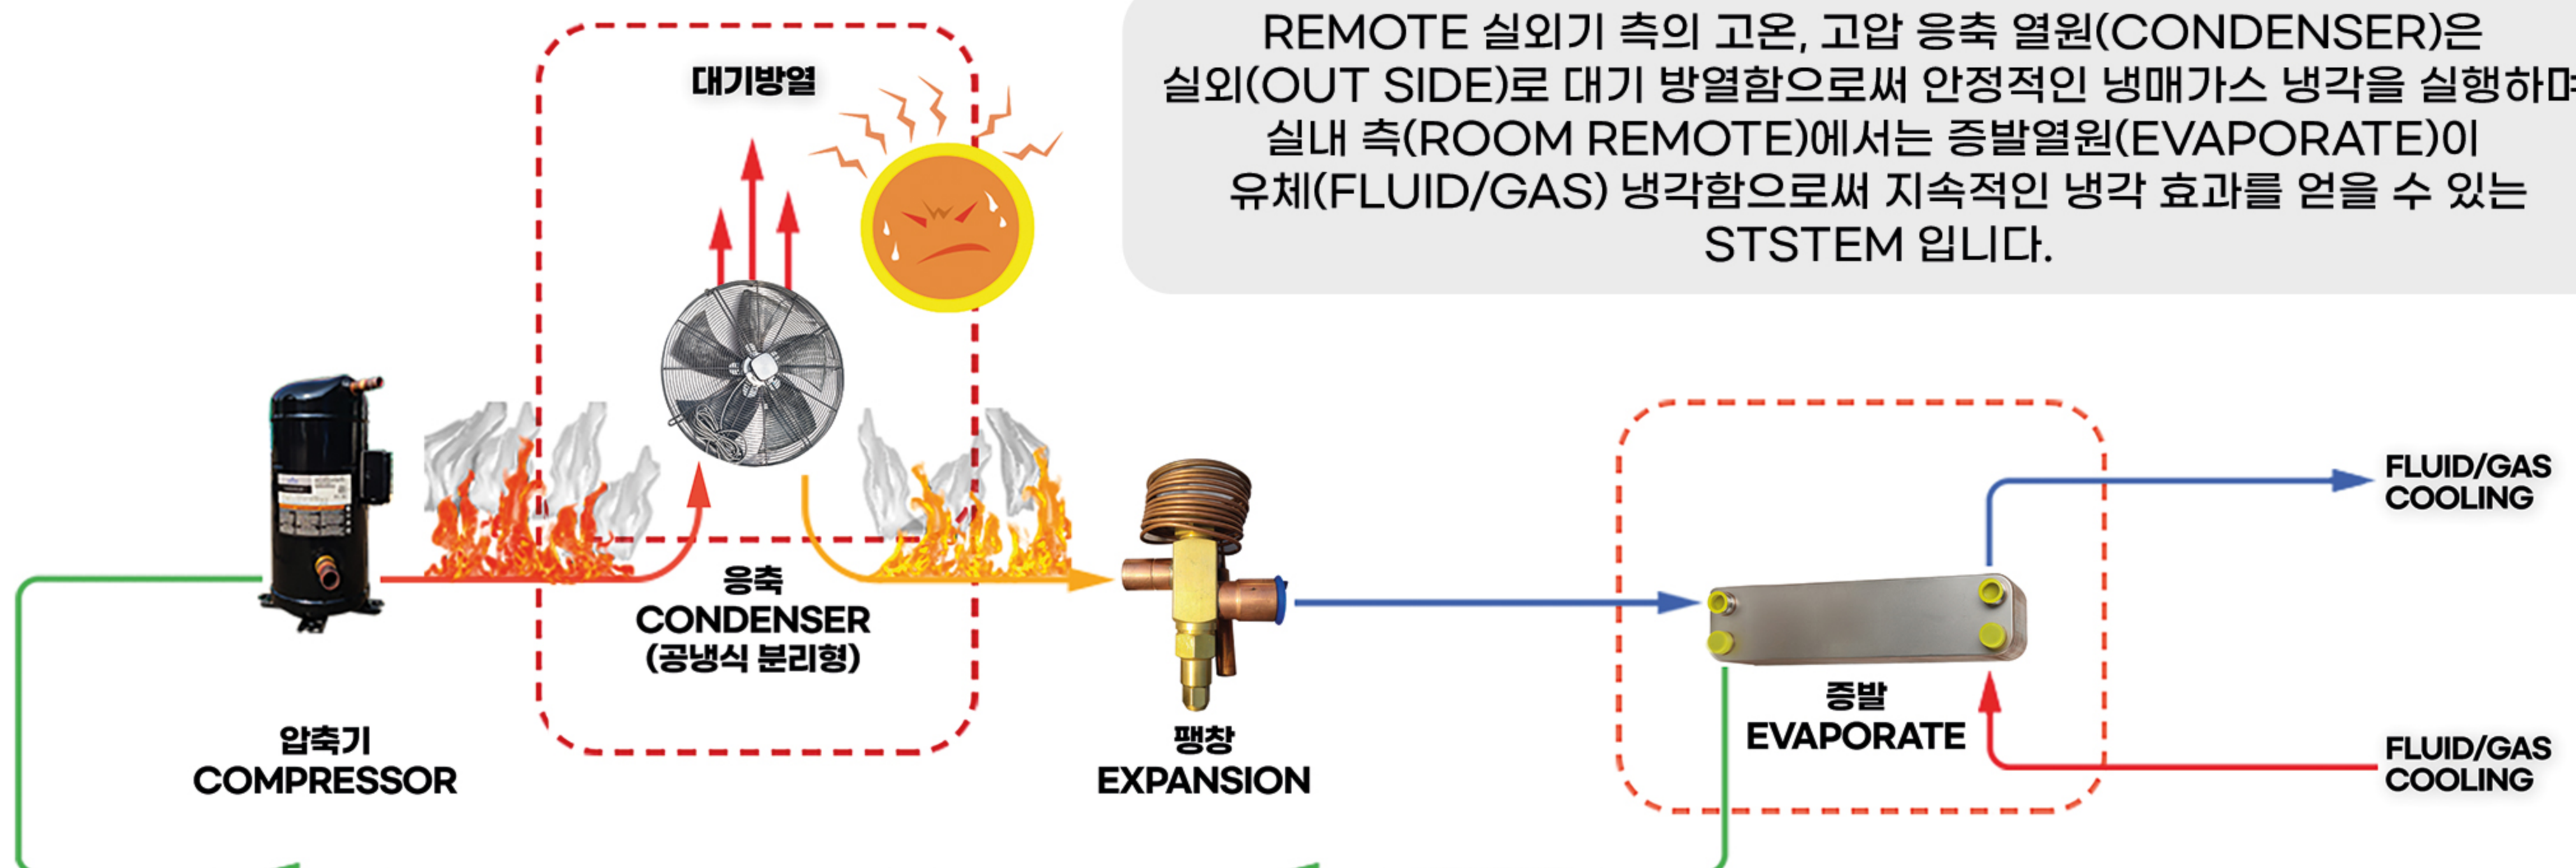 REMOTE 실외기 측의 고온, 고압 응축 열원(CONDENSER)은
실외(OUT SIDE)로 대기 방열함으로써 안정적인 냉매가스 냉각을 실행하며
실내 측(ROOM REMOTE)에서는 증발열원(EVAPORATE)이
유체(FLUID/GAS) 냉각함으로써 지속적인 냉각 효과를 얻을 수 있는
STSTEM 입니다.
대기방열
압축기
COMPRESSOR
응축
CONDENSER
(공냉식 분리형)
팽창
EXPANSION
증발
EVAPORATE
FLUID/GAS
COOLING
FLUID/GAS
COOLING